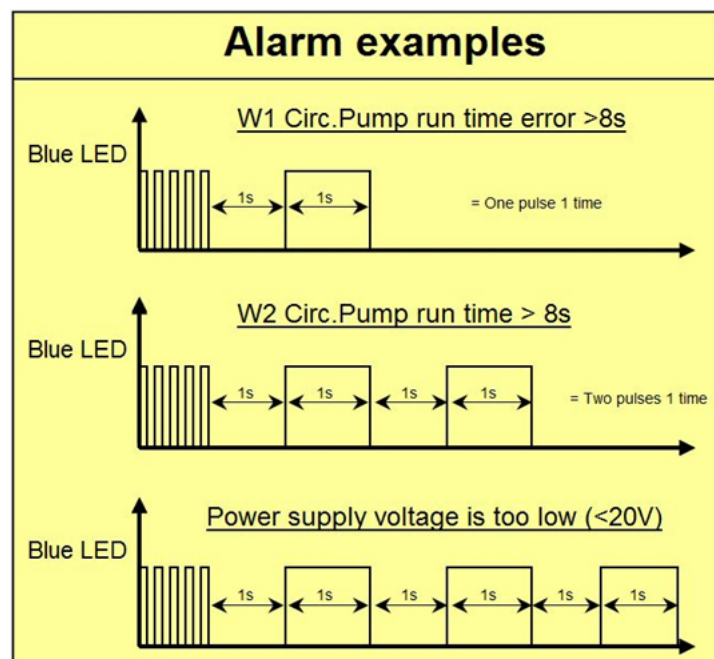 Alarm examples
W1 Circ.Pump run time error >8s
Blue LED
1s 1s
= One pulse 1 time
W2 Circ.Pump run time > 8s
Blue LED
1s 1s 1s 1s
= Two pulses 1 time
Power supply voltage is too low (<20V)
Blue LED
1s 1s 1s 1s 1s 1s